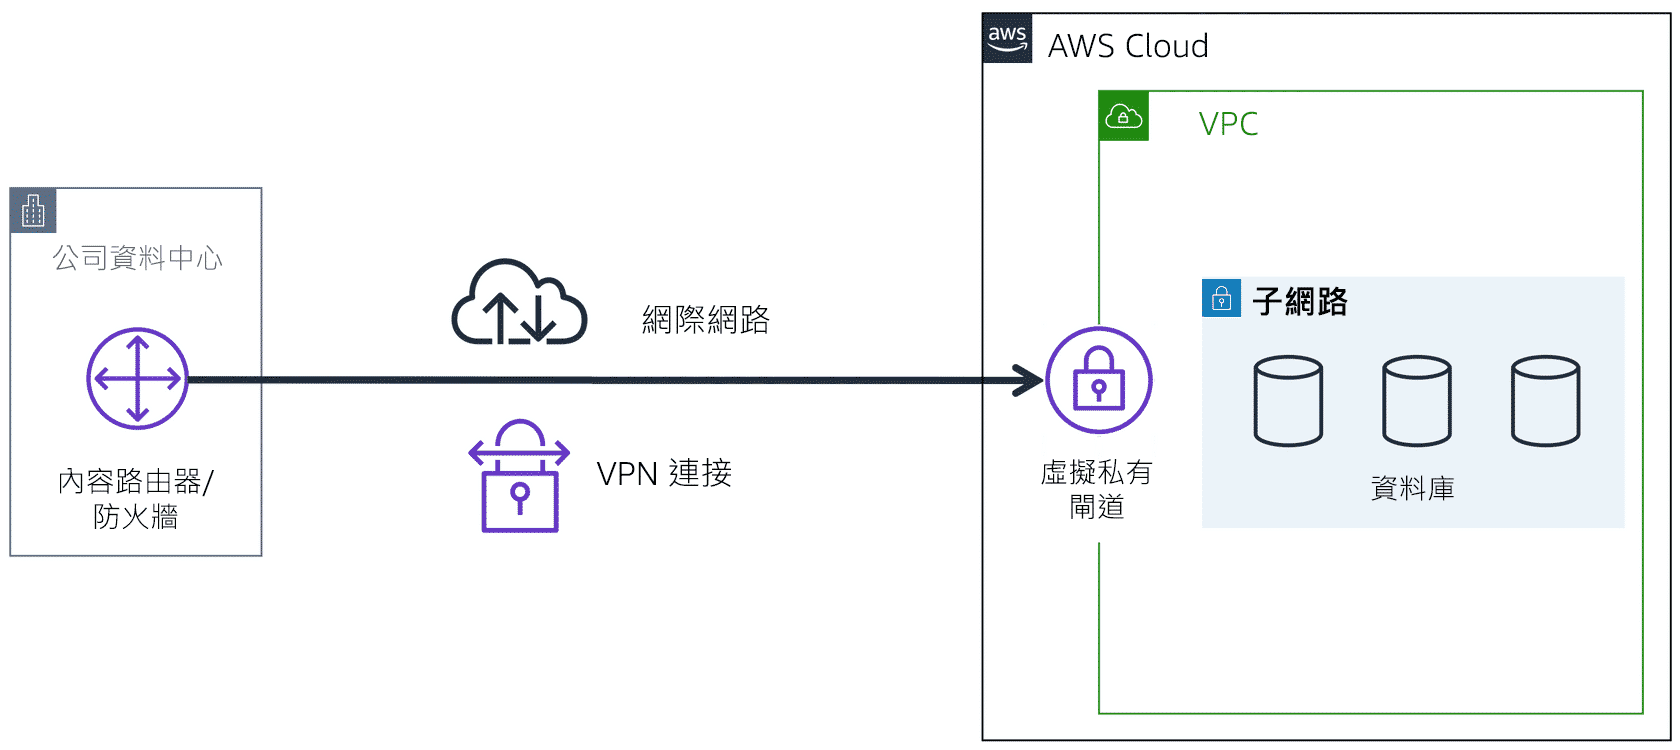 aws
AWS Cloud
VPC
公司資料中心
網際網路
子網路
內容路由器/
防火牆
VPN 連接
虛擬私有
閘道
資料庫